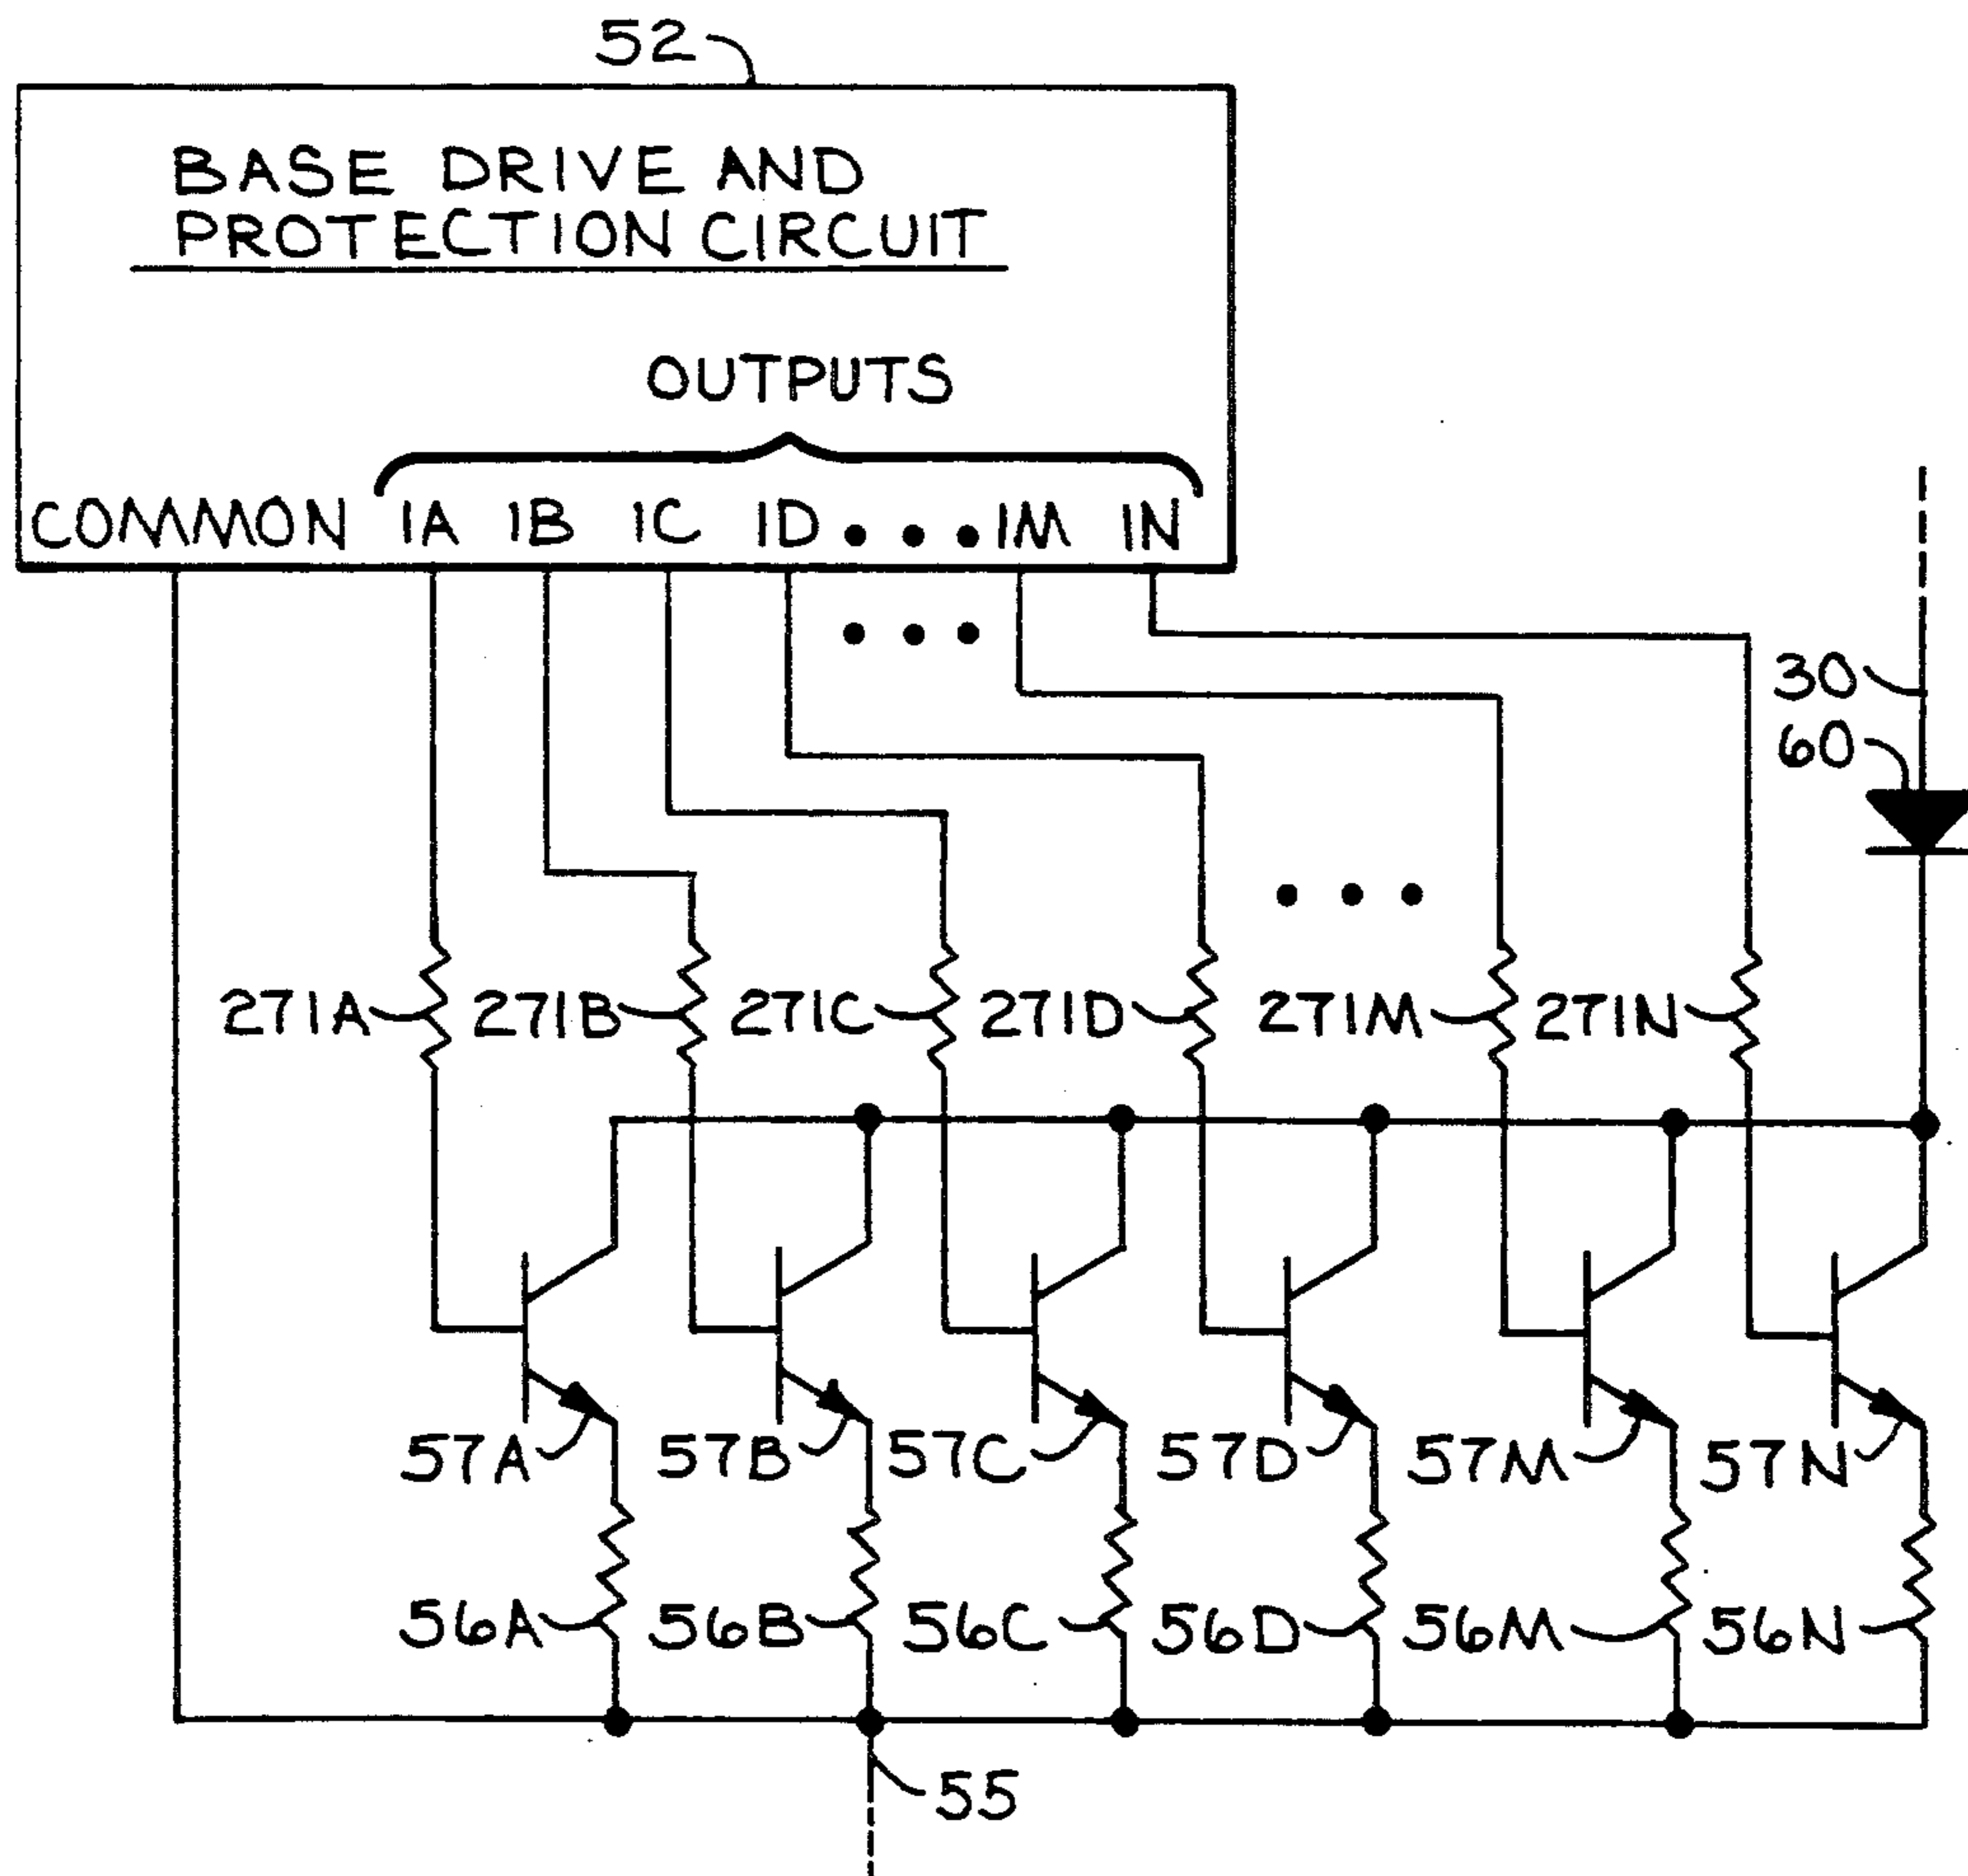 52
BASE DRIVE AND
PROTECTION CIRCUIT
OUTPUTS
COMMON 1A 1B 1C 1D • • • 1M 1N
• • •
30
60
• • •
271A 271B 271C 271D 271M 271N
57A 57B 57C 57D 57M 57N
56A 56B 56C 56D 56M 56N
55